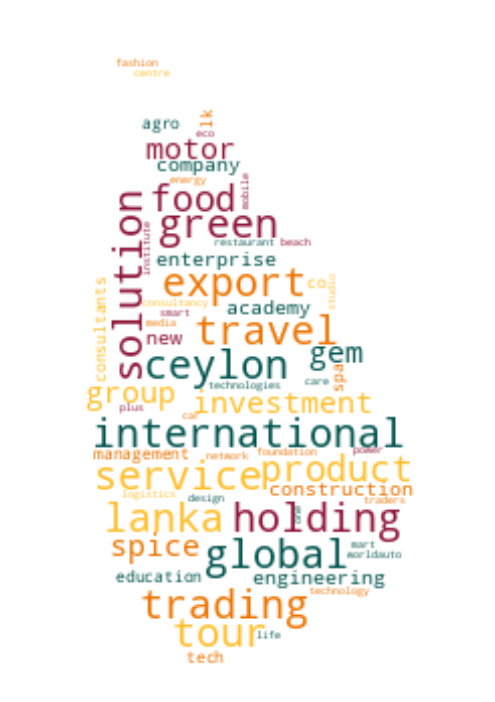 fashion
centre
lk
agro
eco
motor
company
energy
mobile
food
solution
green
institute
restaurant beach
enterprise
export co
studio
consultants
consultancy
academy
smart
media
travel
new
gem
ceylon
spa
care
technologies
group
investment
plus
car
international
management
network
foundation
power
service
product
construction
logistics
design
traders
lanka
holding
one
spice
global
mart
worldauto
education
engineering
trading
technology
tour
life
tech